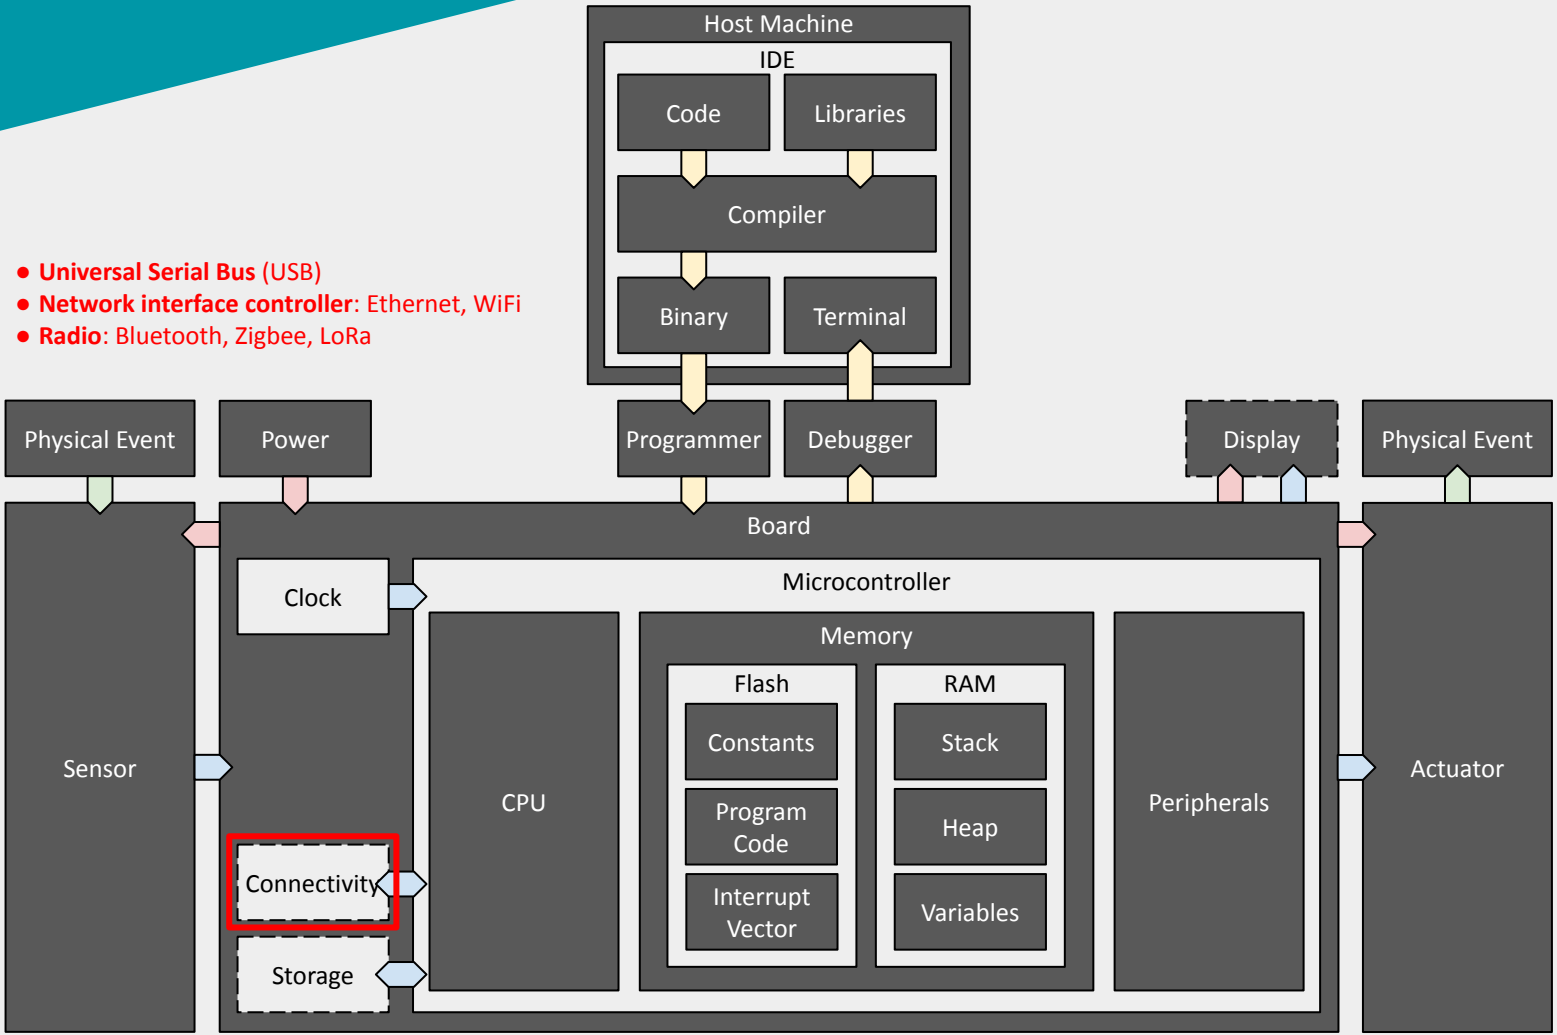 Host Machine
IDE
Code
Libraries
Compiler
● Universal Serial Bus (USB)
● Network interface controller: Ethernet, WiFi
● Radio: Bluetooth, Zigbee, LoRa
Binary
Terminal
Physical Event
Power
Programmer
Debugger
Display
Physical Event
Board
Clock
Microcontroller
Memory
Flash
RAM
Constants
Stack
Sensor
CPU
Program
Code
Heap
Peripherals
Actuator
Connectivity
Interrupt
Vector
Variables
Storage